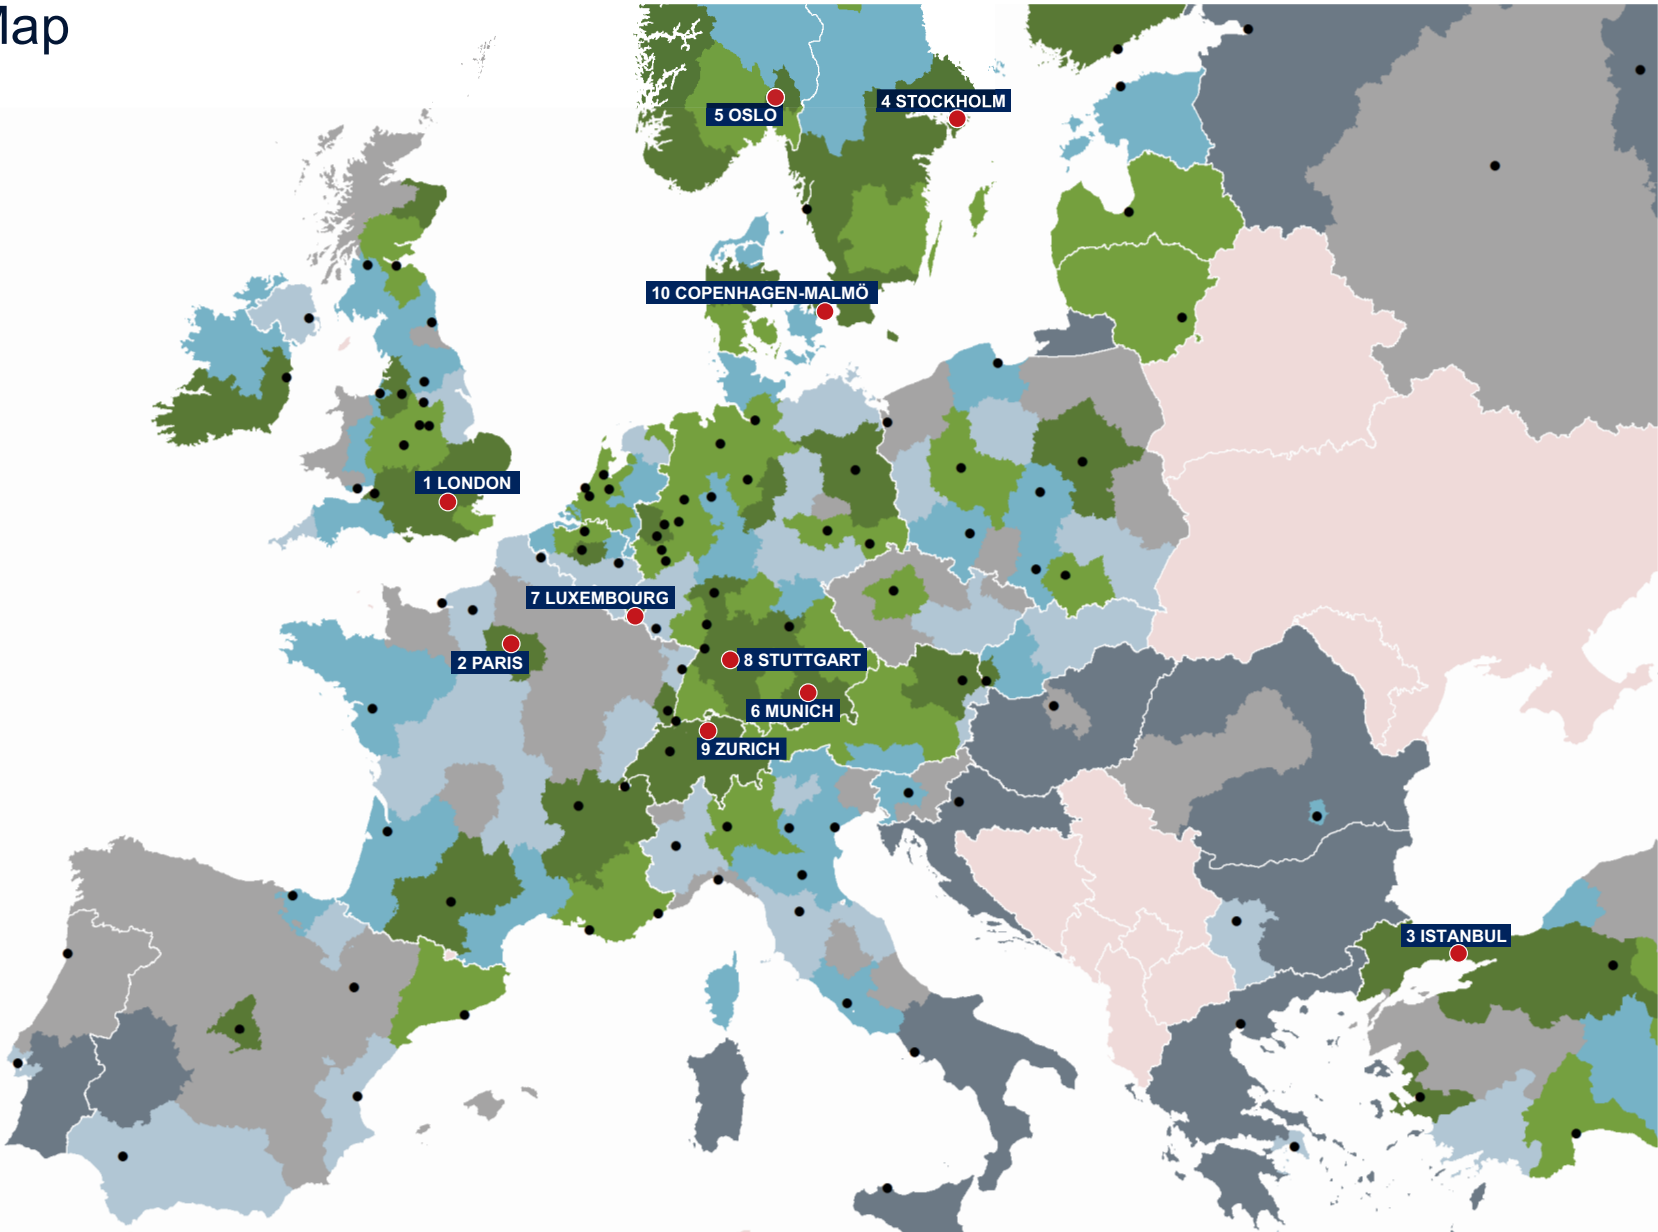 Map
5 OSLO
4 STOCKHOLM
10 COPENHAGEN-MALMÖ
1 LONDON
7 LUXEMBOURG
2 PARIS
8 STUTTGART
6 MUNICH
9 ZURICH
3 ISTANBUL